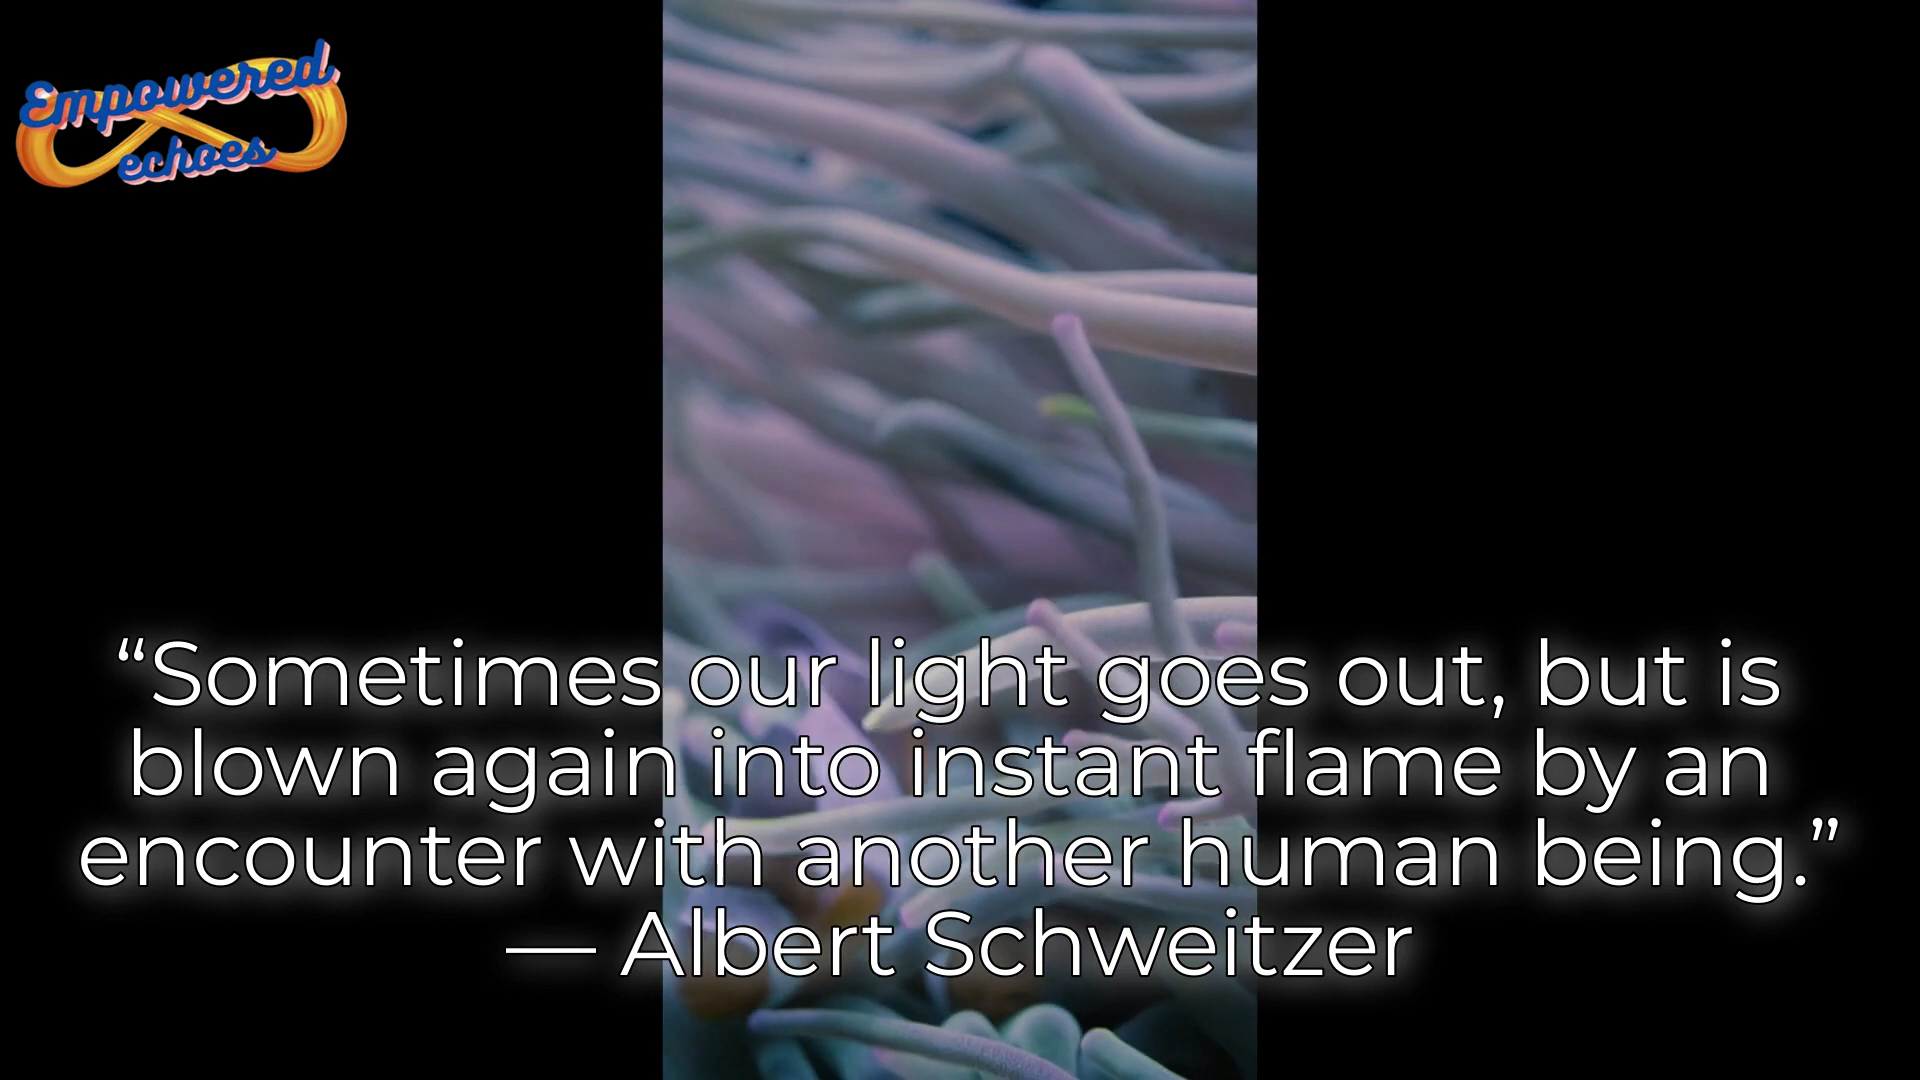 Empowered
echoes
“Sometimes our light goes out, but is
blown again into instant flame by an
encounter with another human being.”
— Albert Schweitzer